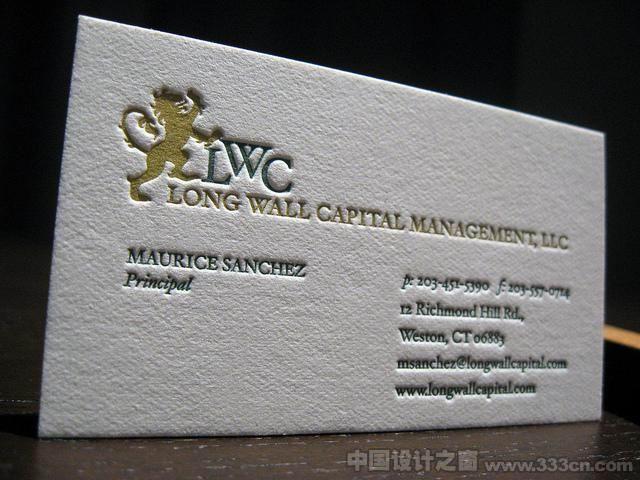 LWC
LONG WALL CAPITAL MANAGEMENT, LLC
MAURICE SANCHEZ
Principal
p: 203-451-5390 f: 203-557-0714
12 Richmond Hill Rd.,
Weston, CT 06883
msanchez@longwallcapital.com
www.longwallcapital.com
中国设计之窗 www.333cn.com